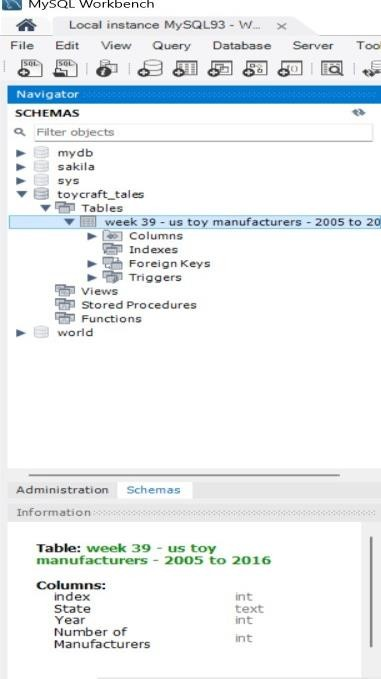 MySQL Workbench
Local instance MySQL93 - W...
File Edit View Query Database Server Tool
SQL SQL
Navigator
SCHEMAS
Filter objects
mydb
sakila
sys
toycraft_tales
Tables
week 39 - us toy manufacturers - 2005 to 20
Columns
Indexes
Foreign Keys
Triggers
Views
Stored Procedures
Functions
world
Administration Schemas
Information
Table: week 39 - us toy
manufacturers - 2005 to 2016
Columns:
index int
State text
Year int
Number of
Manufacturers int